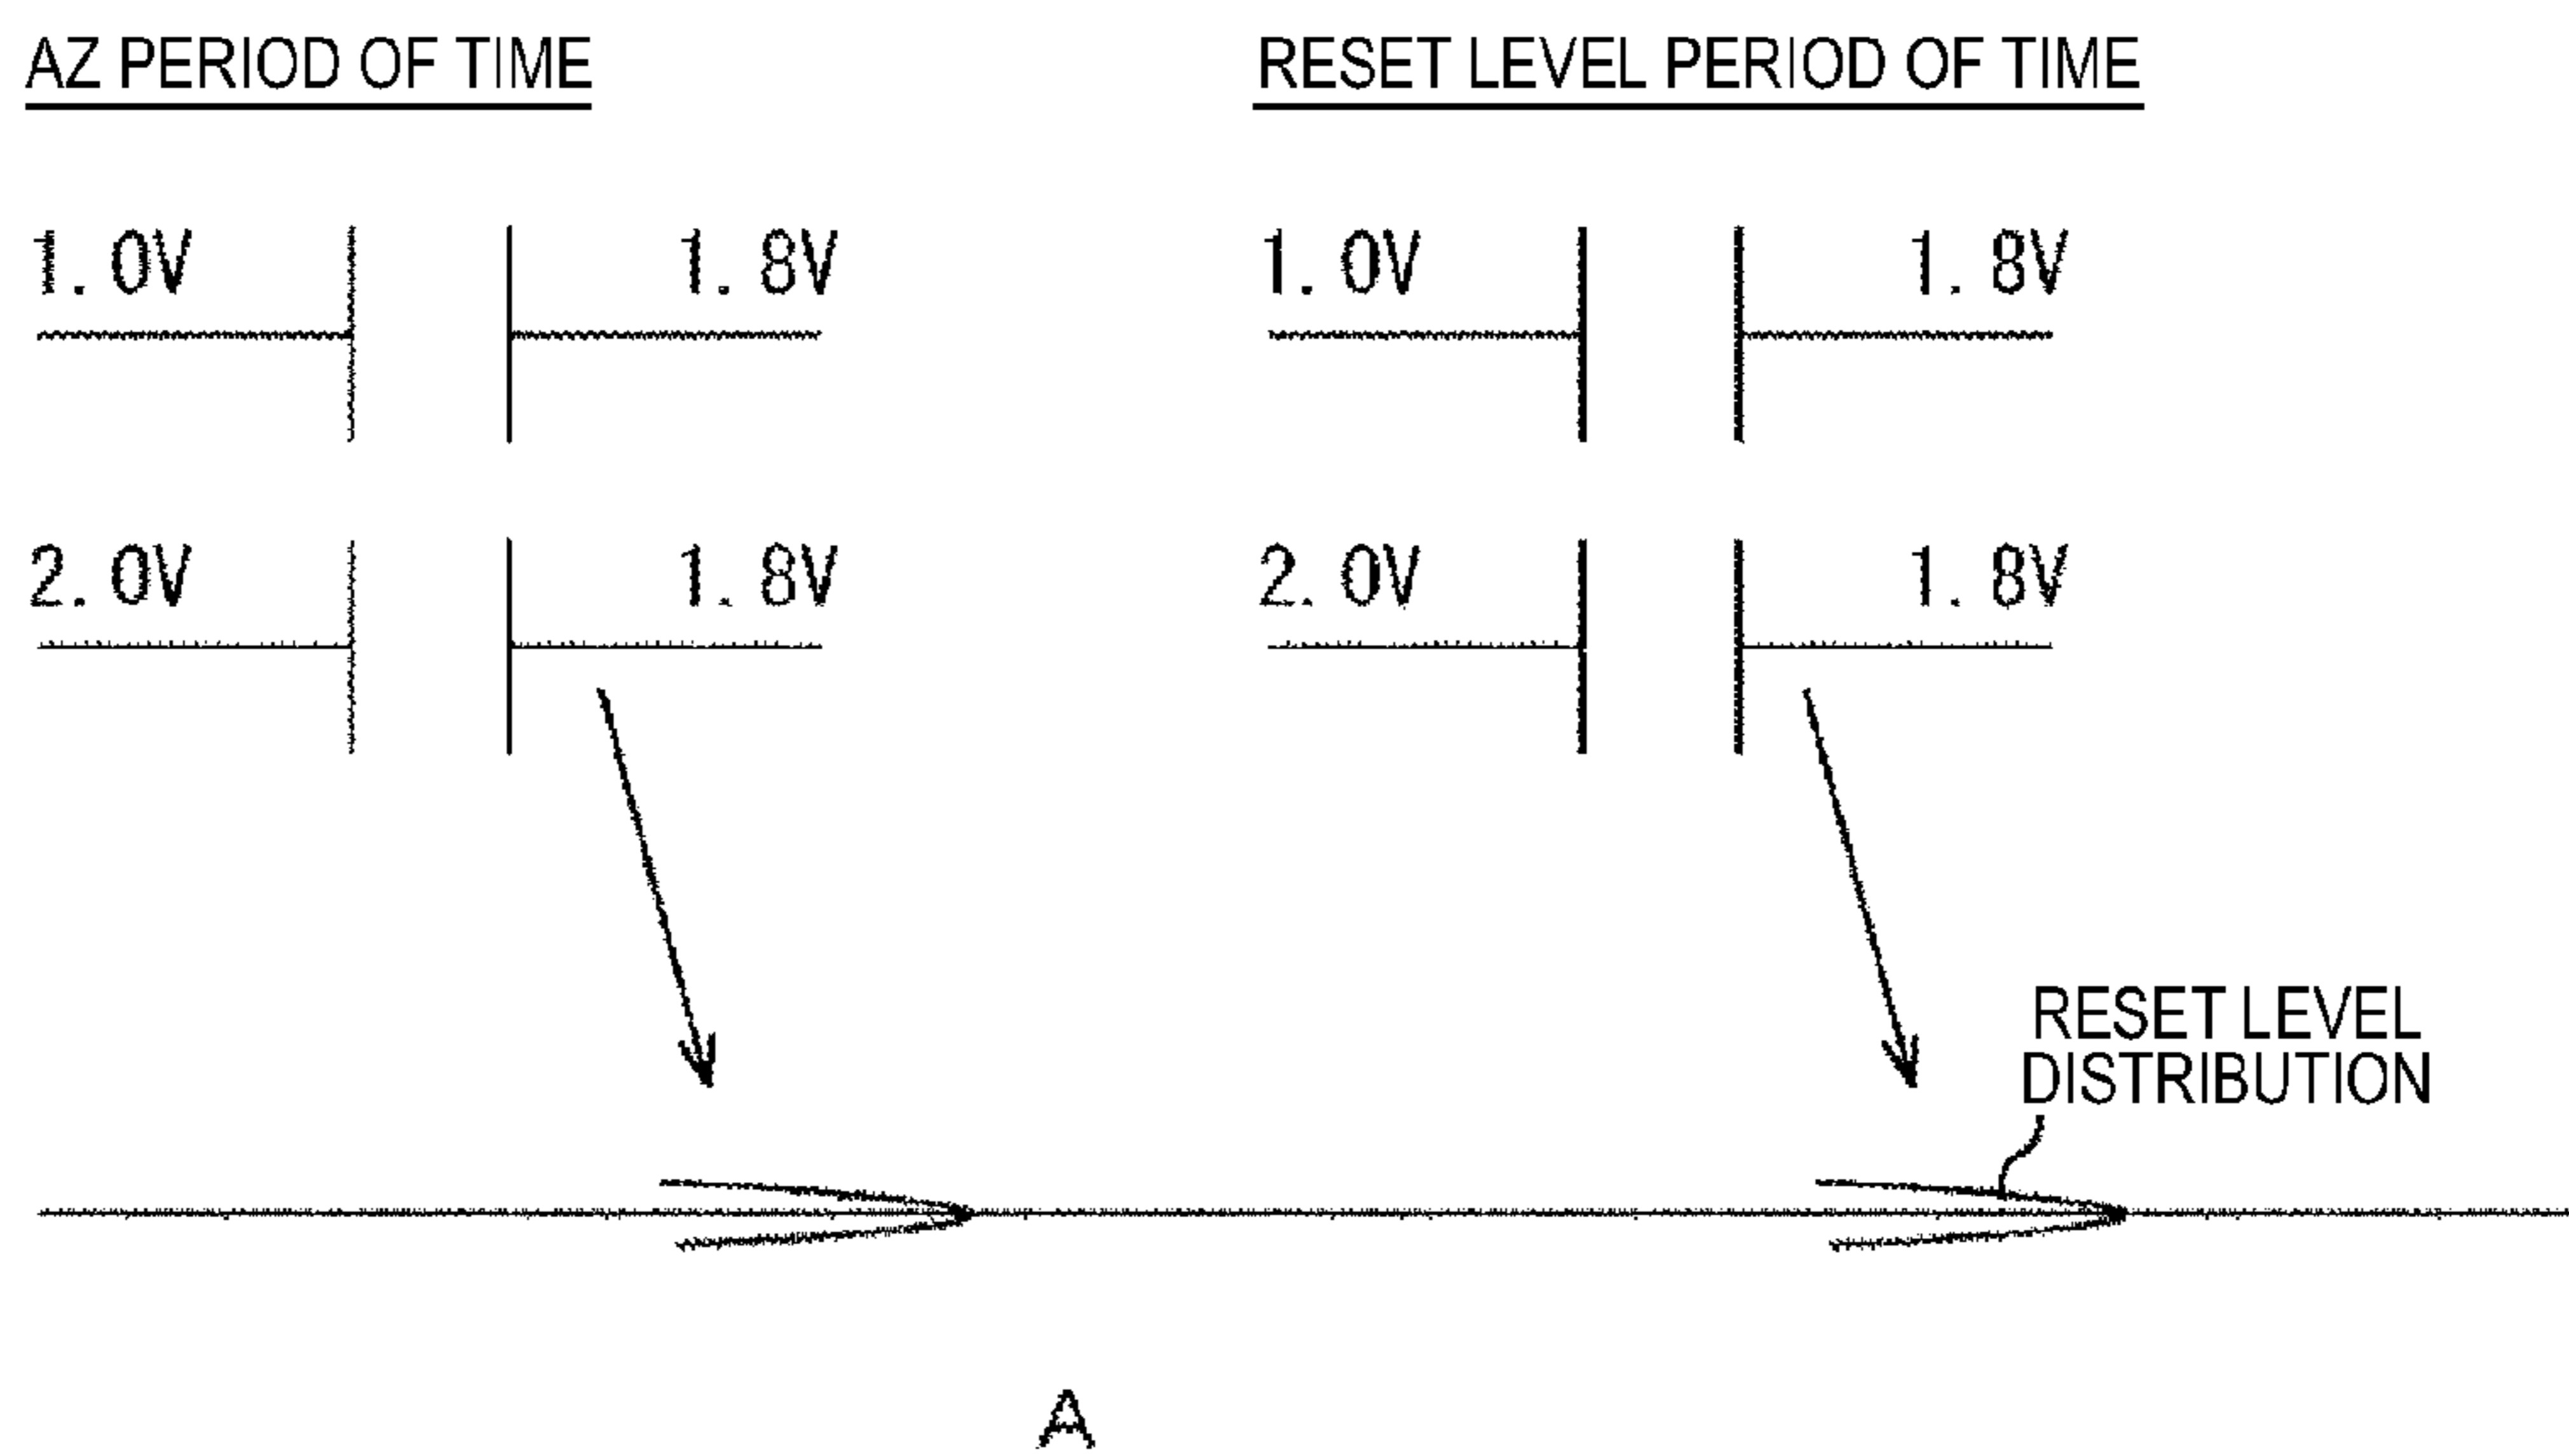 AZ PERIOD OF TIME
RESET LEVEL PERIOD OF TIME
1. 0V
1. 8V
1. 0V
1. 8V
2. 0V
1. 8V
2. 0V
1. 8V
RESET LEVEL
DISTRIBUTION
A